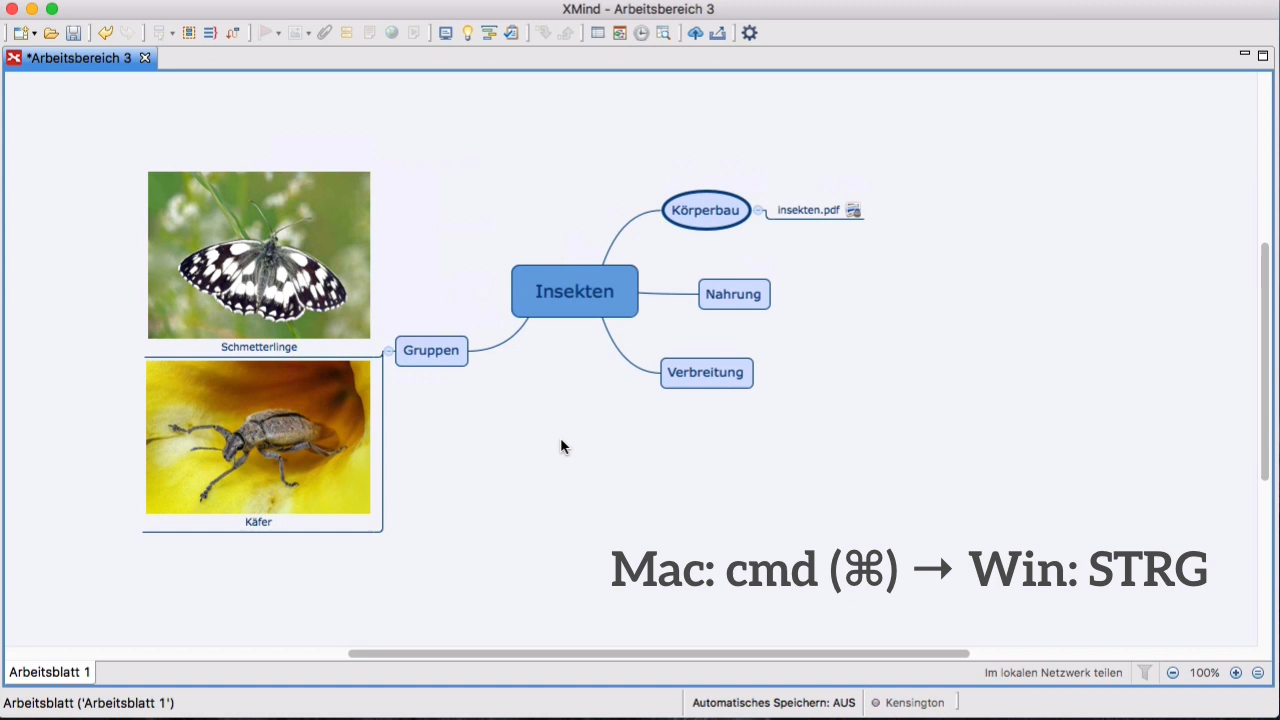 XMind - Arbeitsbereich 3
*Arbeitsbereich 3
Körperbau
insekten.pdf
Insekten
Nahrung
Schmetterlinge
Gruppen
Verbreitung
Käfer
Mac: cmd (⌘) → Win: STRG
Arbeitsblatt 1
Im lokalen Netzwerk teilen
100%
Arbeitsblatt ('Arbeitsblatt 1')
Automatisches Speichern: AUS
Kensington